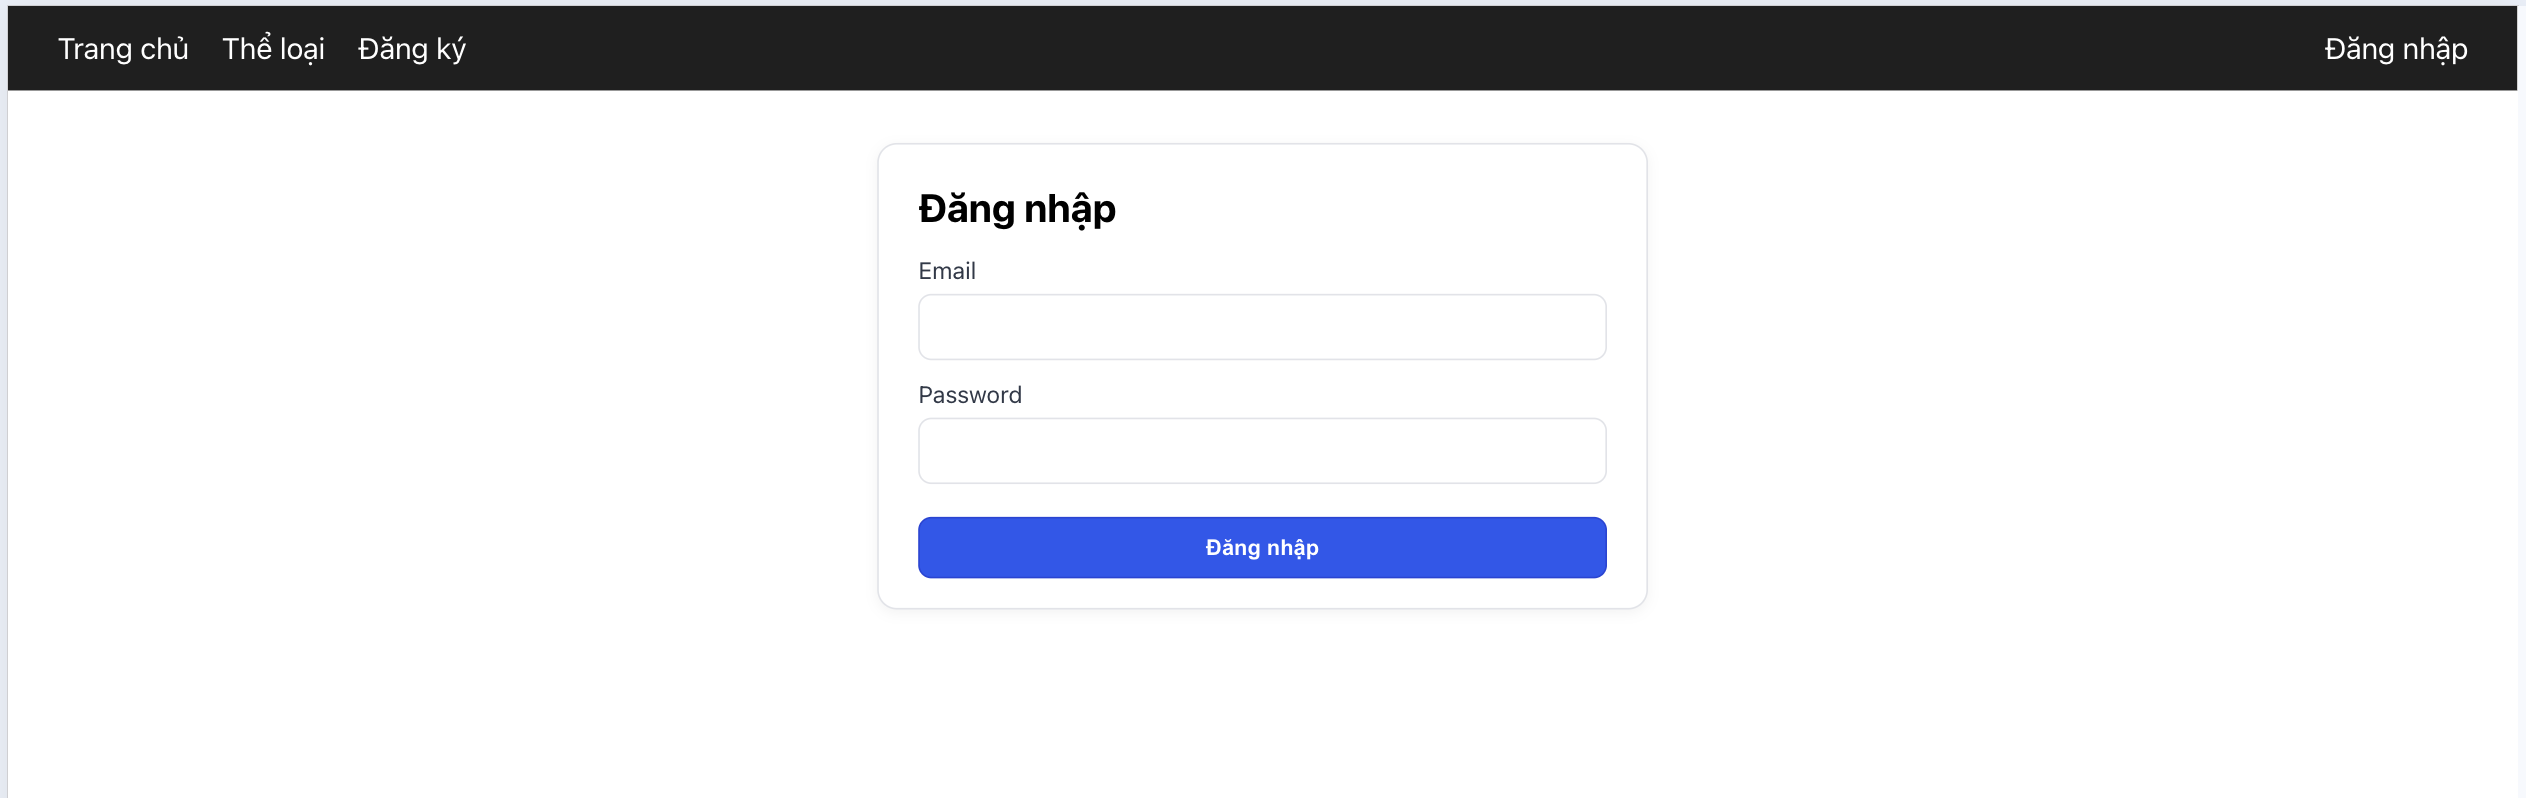 Trang chủ Thể loại Đăng ký Đăng nhập
Đăng nhập
Email
Password
Đăng nhập